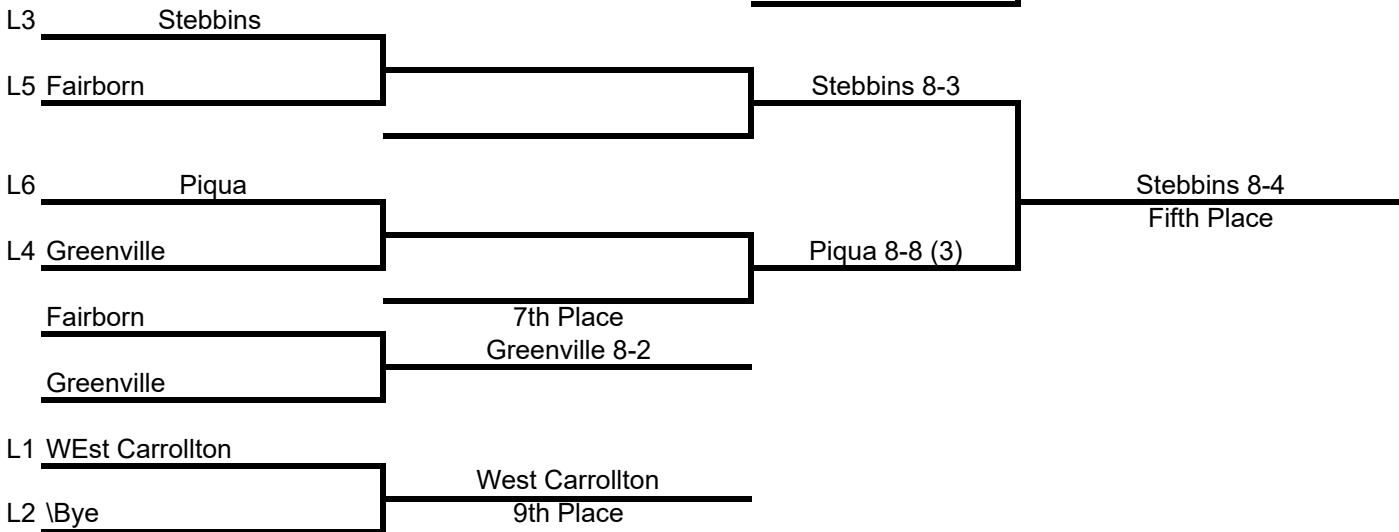 L3 Stebbins
L5 Fairborn
Stebbins 8-3
L6 Piqua
Stebbins 8-4
Fifth Place
L4 Greenville
Piqua 8-8 (3)
Fairborn
7th Place
Greenville 8-2
Greenville
L1 WEst Carrollton
West Carrollton
L2 \Bye
9th Place